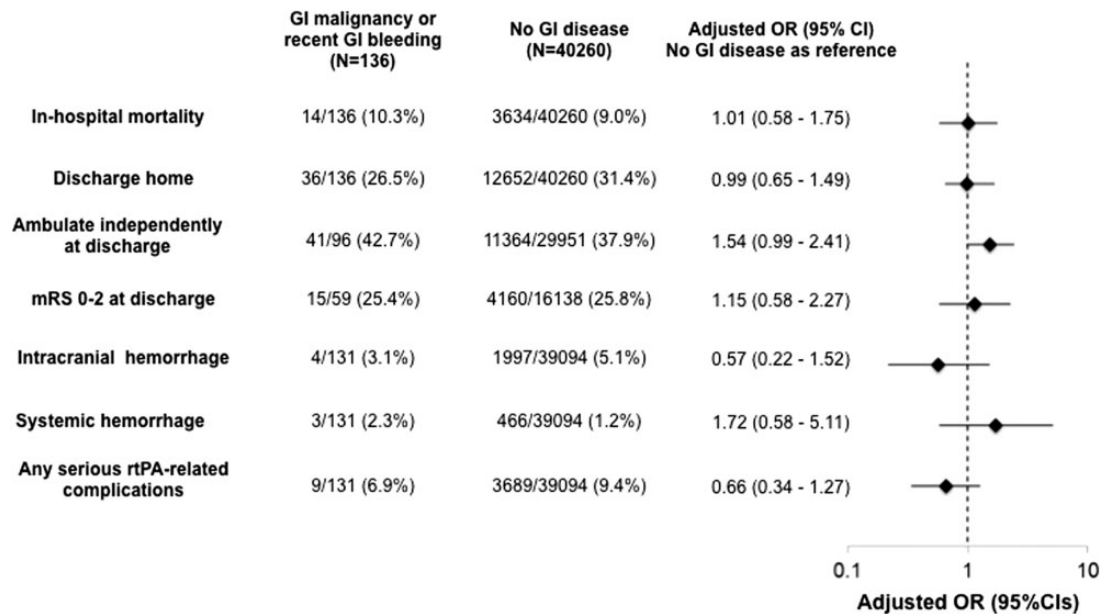 GI malignancy or
recent GI bleeding
(N=136)
No GI disease
(N=40260)
Adjusted OR (95% CI)
No GI disease as reference
In-hospital mortality 14/136 (10.3%) 3634/40260 (9.0%) 1.01 (0.58 - 1.75)
Discharge home 36/136 (26.5%) 12652/40260 (31.4%) 0.99 (0.65 - 1.49)
Ambulate independently
at discharge
41/96 (42.7%) 11364/29951 (37.9%) 1.54 (0.99 - 2.41)
mRS 0-2 at discharge 15/59 (25.4%) 4160/16138 (25.8%) 1.15 (0.58 - 2.27)
Intracranial hemorrhage 4/131 (3.1%) 1997/39094 (5.1%) 0.57 (0.22 - 1.52)
Systemic hemorrhage 3/131 (2.3%) 466/39094 (1.2%) 1.72 (0.58 - 5.11)
Any serious rtPA-related
complications
9/131 (6.9%) 3689/39094 (9.4%) 0.66 (0.34 - 1.27)
0.1 1 10
Adjusted OR (95%CIs)